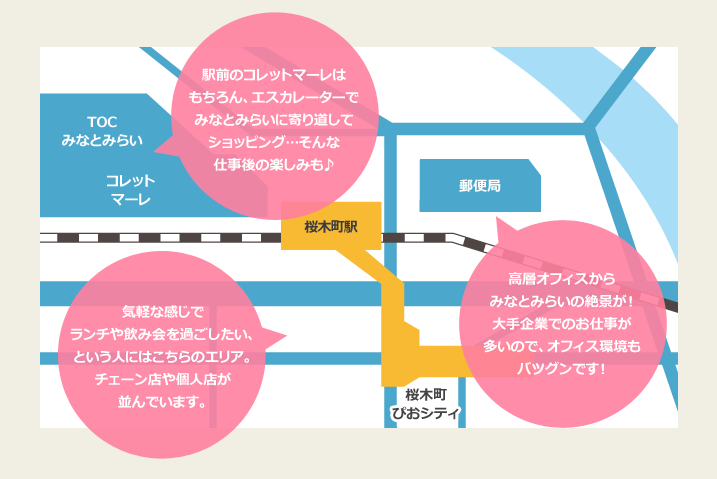 駅前のコレットマーレは
もちろん、エスカレーターで
みなとみらいに寄り道して
ショッピング…そんな
仕事後の楽しみも♪
TOC
みなとみらい
コレット
マーレ
郵便局
桜木町駅
高層オフィスから
みなとみらいの絶景が!
大手企業でのお仕事が
多いので、オフィス環境も
バツグンです!
気軽な感じで
ランチや飲み会を過ごしたい、
という人にはこちらのエリア。
チェーン店や個人店が
並んでいます。
桜木町
ぴおシティ